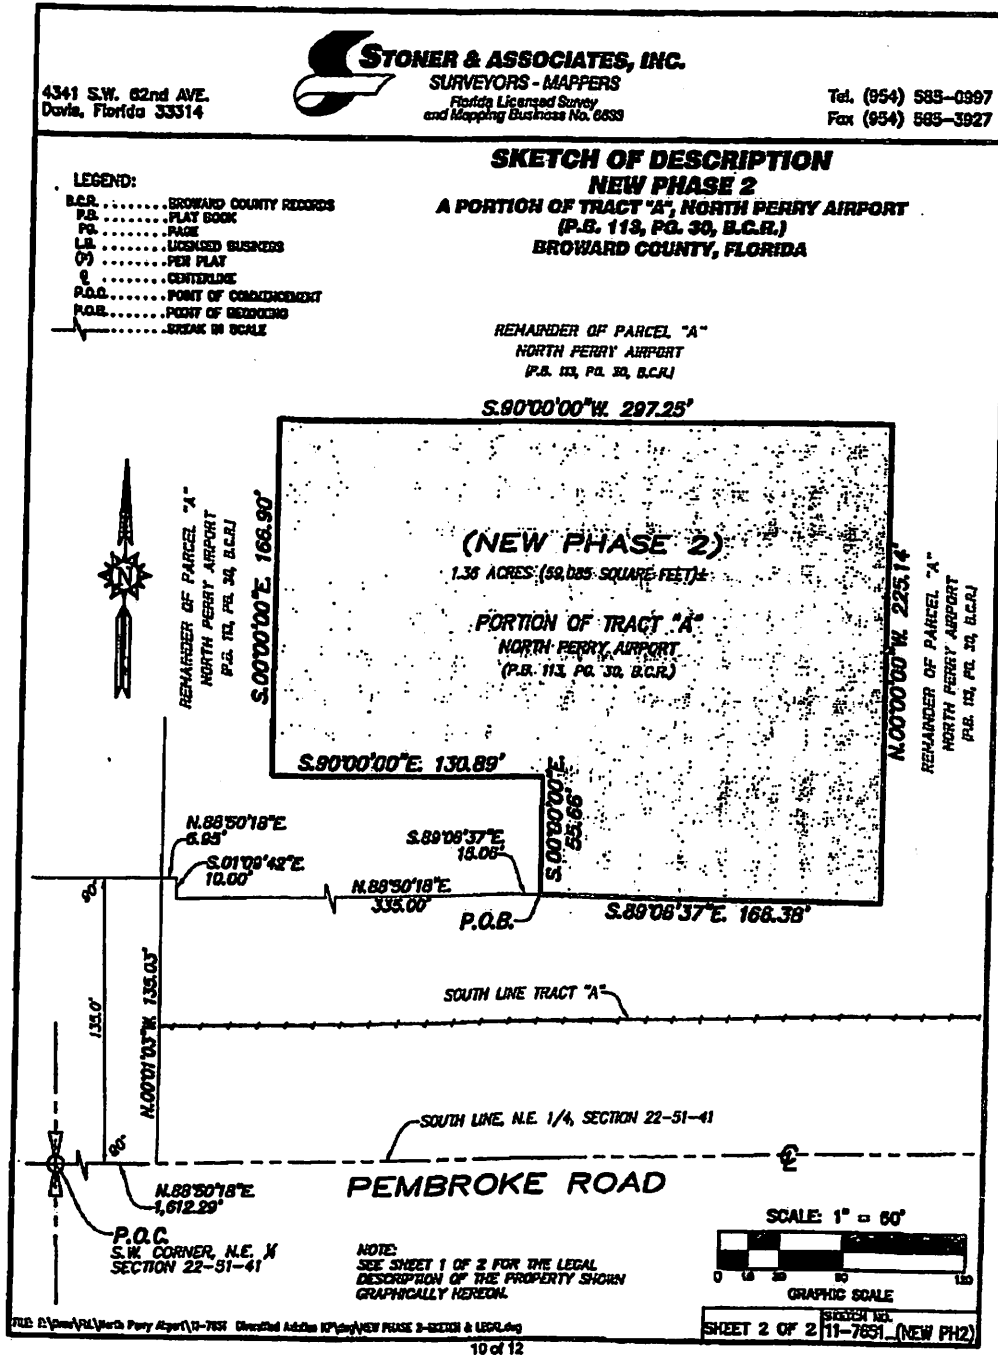 STONER & ASSOCIATES, INC.
SURVEYORS - MAPPERS
Florida Licensed Survey
and Mapping Business No. 6633
4341 S.W. 62nd AVE.
Davie, Florida 33314
Tel. (954) 585-0997
Fax (954) 585-3927
SKETCH OF DESCRIPTION
NEW PHASE 2
A PORTION OF TRACT "A", NORTH PERRY AIRPORT
(P.B. 113, PG. 30, B.C.R.)
BROWARD COUNTY, FLORIDA
LEGEND:
B.C.R. ........ BROWARD COUNTY RECORDS
P.B. ........ PLAT BOOK
PG. ........ PAGE
L.B. ........ LICENSED BUSINESS
(P) ........ PER PLAT
℄ ........ CENTERLINE
P.O.C. ........ POINT OF COMMENCEMENT
P.O.B. ........ POINT OF BEGINNING
........ BREAK IN SCALE
REMAINDER OF PARCEL "A"
NORTH PERRY AIRPORT
(P.B. 113, PG. 30, B.C.R.)
S.90°00'00"W. 297.25'
REMAINDER OF PARCEL "A"
NORTH PERRY AIRPORT
P.B. 113, PG. 30, B.C.R.)
S.00°00'00"E. 166.90'
(NEW PHASE 2)
1.36 ACRES (59,085 SQUARE FEET)±
PORTION OF TRACT "A"
NORTH PERRY AIRPORT
(P.B. 113, PG. 30, B.C.R.)
N.00°00'00"W. 225.14'
REMAINDER OF PARCEL "A"
NORTH PERRY AIRPORT
(P.B. 113, PG. 30, B.C.R.)
N
S.90°00'00"E. 130.89'
S.00°00'00"E.
55.66'
N.88°50'18"E.
6.95'
S.01°09'42"E.
10.00'
S.89°08'37"E.
18.06'
N.88°50'18"E.
335.00'
P.O.B.
S.89°08'37"E. 166.38'
90°
135.0'
N.00°01'03"W. 135.03'
SOUTH LINE TRACT "A"
SOUTH LINE, N.E. 1/4, SECTION 22-51-41
90°
℄
N.88°50'18"E.
1,612.29'
PEMBROKE ROAD
P.O.C.
S.W. CORNER, N.E. ¼
SECTION 22-51-41
NOTE:
SEE SHEET 1 OF 2 FOR THE LEGAL
DESCRIPTION OF THE PROPERTY SHOWN
GRAPHICALLY HEREON.
SCALE: 1" = 60'
0
120
GRAPHIC SCALE
SHEET 2 OF 2
SKETCH NO.
11-7651_(NEW PH2)
10 of 12